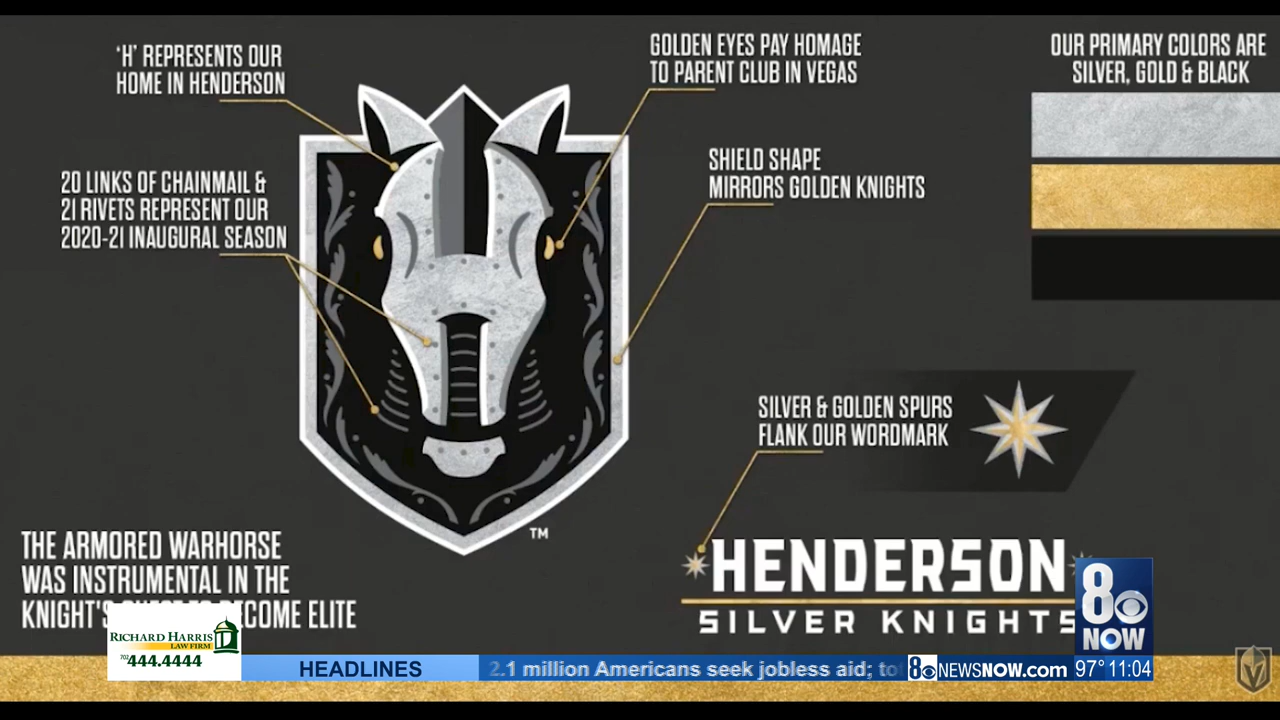 ‘H’ REPRESENTS OUR
HOME IN HENDERSON
GOLDEN EYES PAY HOMAGE
TO PARENT CLUB IN VEGAS
OUR PRIMARY COLORS ARE
SILVER, GOLD & BLACK
20 LINKS OF CHAINMAIL &
21 RIVETS REPRESENT OUR
2020-21 INAUGURAL SEASON
SHIELD SHAPE
MIRRORS GOLDEN KNIGHTS
SILVER & GOLDEN SPURS
FLANK OUR WORDMARK
TM
THE ARMORED WARHORSE
WAS INSTRUMENTAL IN THE
KNIGHT'S TO BECOME ELITE
HENDERSON
SILVER KNIGHTS
8
NOW
RICHARD HARRIS
LAW FIRM
702 444.4444
HEADLINES
2.1 million Americans seek jobless aid; tot
8 NEWSNOW.com 97° 11:04